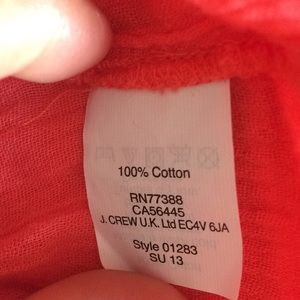 100% Cotton
RN77388
CA56445
J. CREW U.K. Ltd EC4V 6JA
Style 01283
SU 13